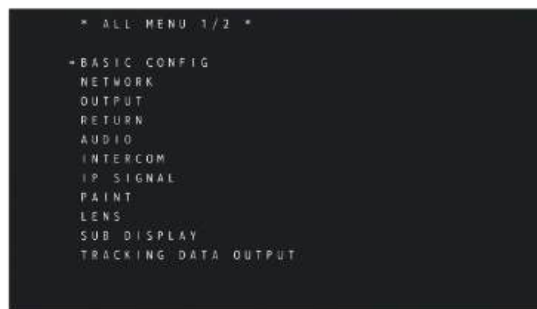 * ALL MENU 1/2 *
→BASIC CONFIG
NETWORK
OUTPUT
RETURN
AUDIO
INTERCOM
IP SIGNAL
PAINT
LENS
SUB DISPLAY
TRACKING DATA OUTPUT